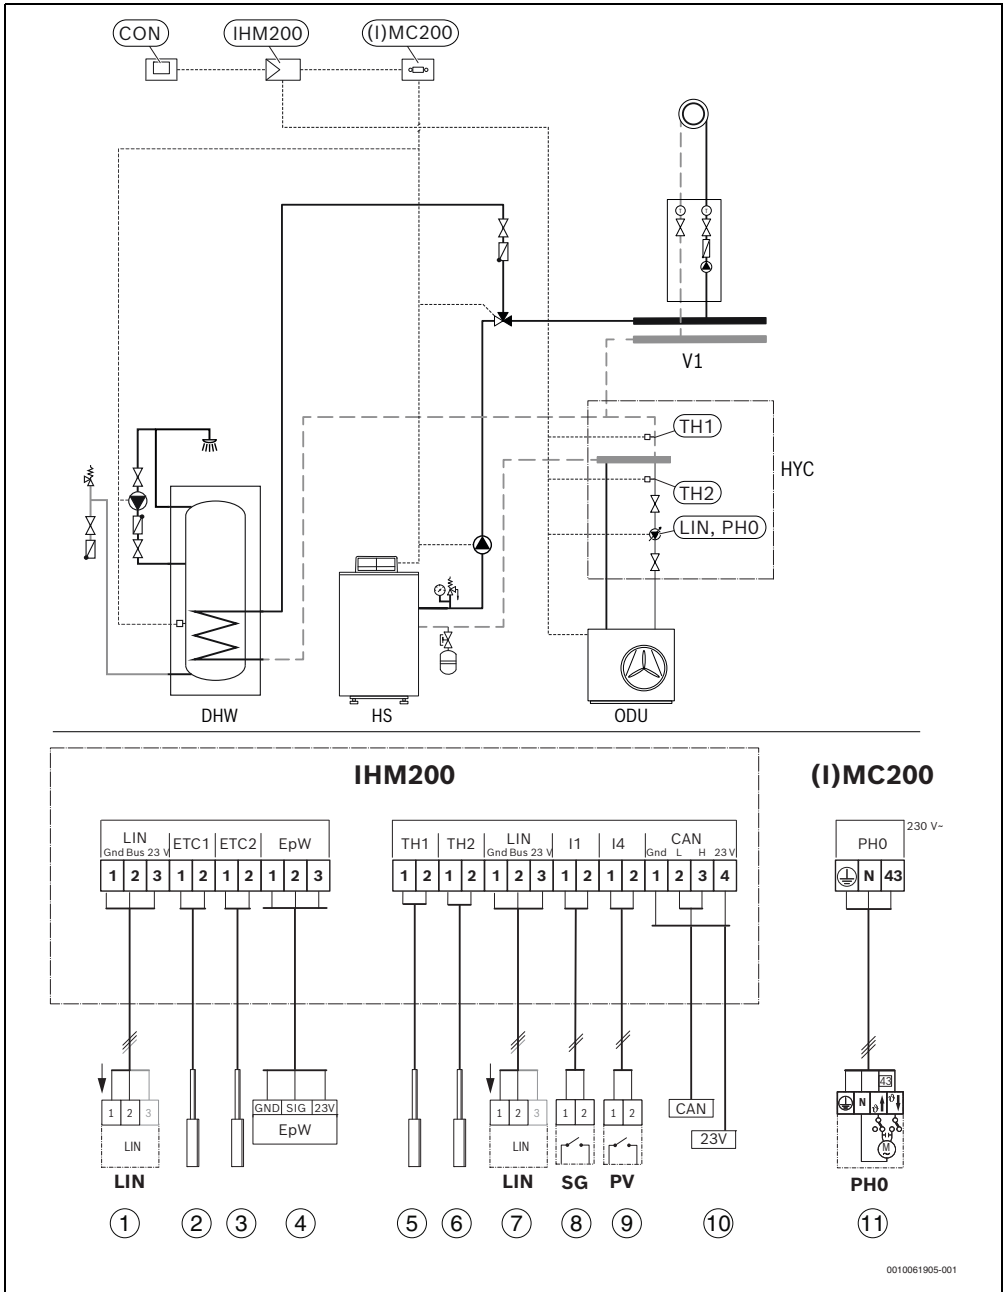 CON IHM200 (I)MC200
T T
V1
TH1
HYC
TH2
LIN, PH0
DHW HS ODU
IHM200 (I)MC200
230 V~
LIN ETC1 ETC2 EpW TH1 TH2 LIN I1 I4 CAN PH0
Gnd Bus 23 V Gnd Bus 23 V Gnd L H 23 V
1 2 3 1 2 1 2 1 2 3 1 2 1 2 1 2 3 1 2 1 2 1 2 3 4 N 43
43
1 2 3 GND SIG 23V 1 2 3 1 2 1 2 CAN N ϑ ϑ
LIN EpW LIN 23V M ~
LIN LIN SG PV PH0
1 2 3 4 5 6 7 8 9 10 11
0010061905-001